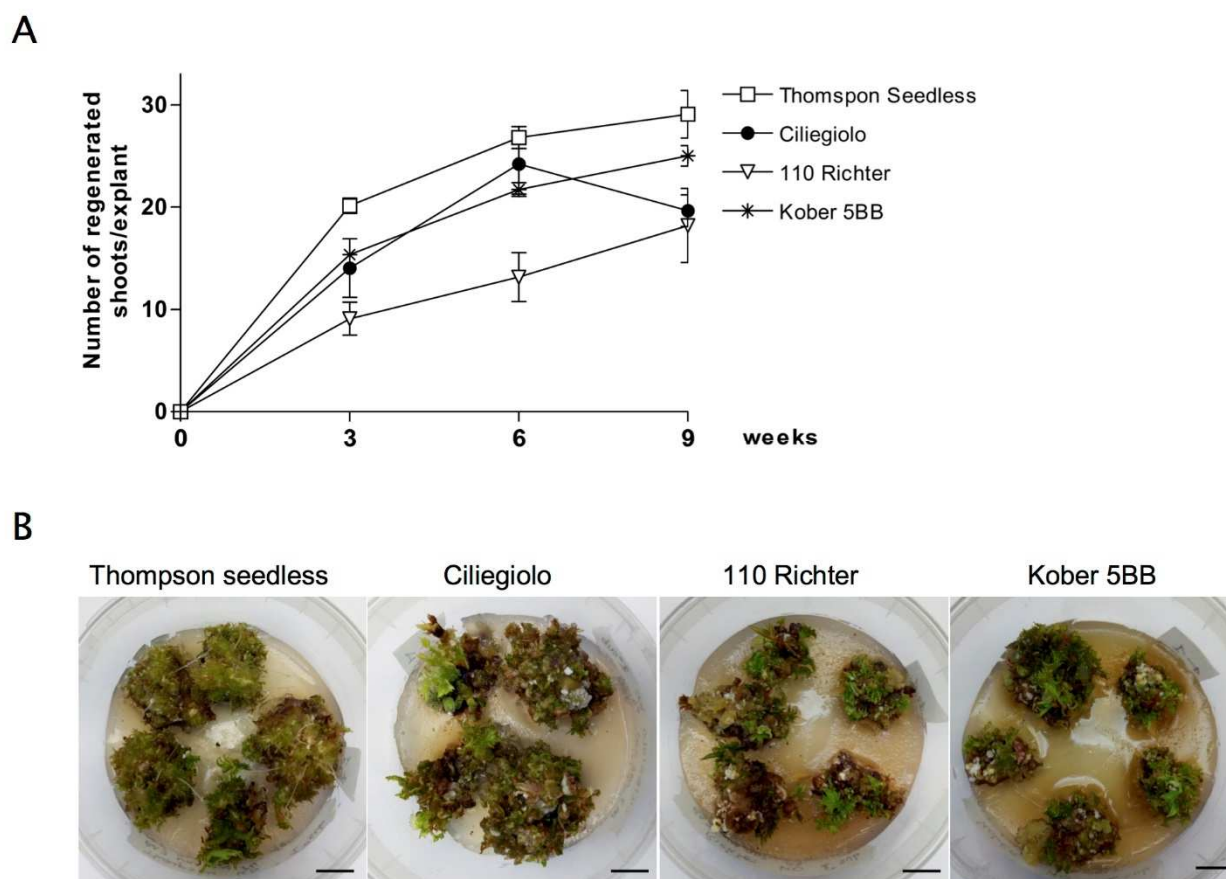 A
Number of regenerated
shoots/explant
30
20
10
0
0 3 6 9 weeks
Thomspon Seedless
Ciliegiolo
110 Richter
Kober 5BB
B
Thompson seedless Ciliegiolo 110 Richter Kober 5BB